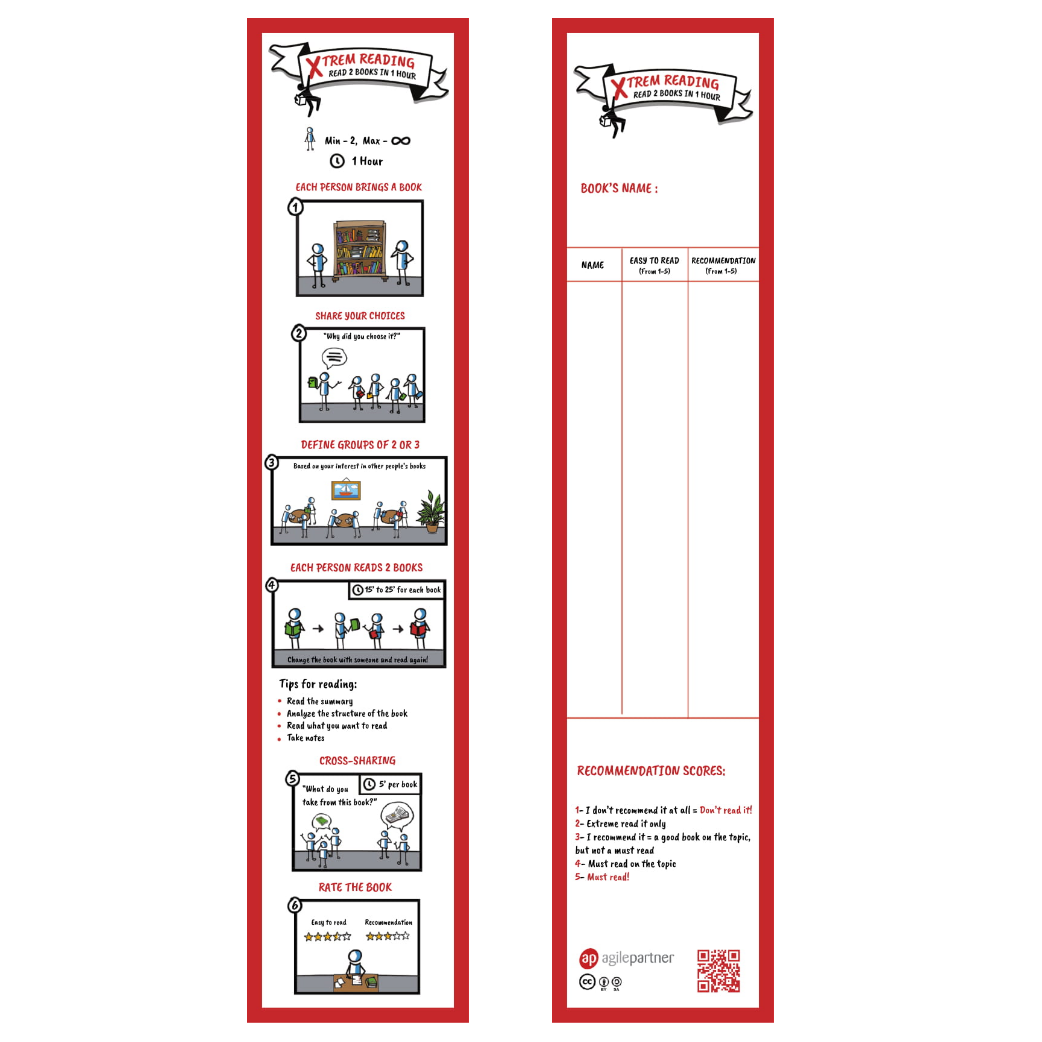 XTREM READING
READ 2 BOOKS IN 1 HOUR
Min - 2, Max - ∞
1 Hour
EACH PERSON BRINGS A BOOK
1
SHARE YOUR CHOICES
2
"Why did you choose it?"
DEFINE GROUPS OF 2 OR 3
3
Based on your interest in other people's books
EACH PERSON READS 2 BOOKS
4
15' to 25' for each book
Change the book with someone and read again!
Tips for reading:
• Read the summary
• Analyze the structure of the book
• Read what you want to read
• Take notes
CROSS-SHARING
5
5' per book
"What do you
take from this book?"
RATE THE BOOK
6
Easy to read
Recommendation
XTREM READING
READ 2 BOOKS IN 1 HOUR
BOOK'S NAME :
NAME
EASY TO READ
(From 1-5)
RECOMMENDATION
(From 1-5)
RECOMMENDATION SCORES:
1- I don't recommend it at all = Don't read it!
2- Extreme read it only
3- I recommend it = a good book on the topic,
but not a must read
4- Must read on the topic
5- Must read!
ap agilepartner
cc BY SA